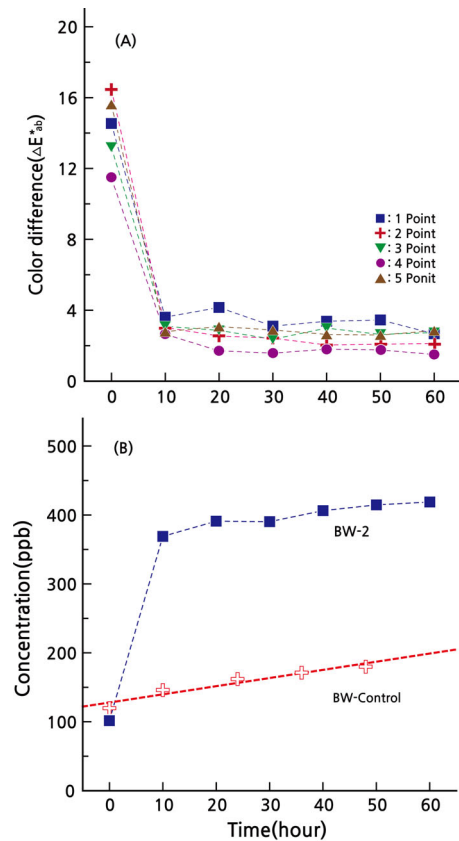 (A)
Color difference(△E*ab)
20
16
12
8
4
0
: 1 Point
: 2 Point
: 3 Point
: 4 Point
: 5 Ponit
0 10 20 30 40 50 60
(B)
Concentration(ppb)
500
400
300
200
100
0
BW-2
BW-Control
0 10 20 30 40 50 60
Time(hour)